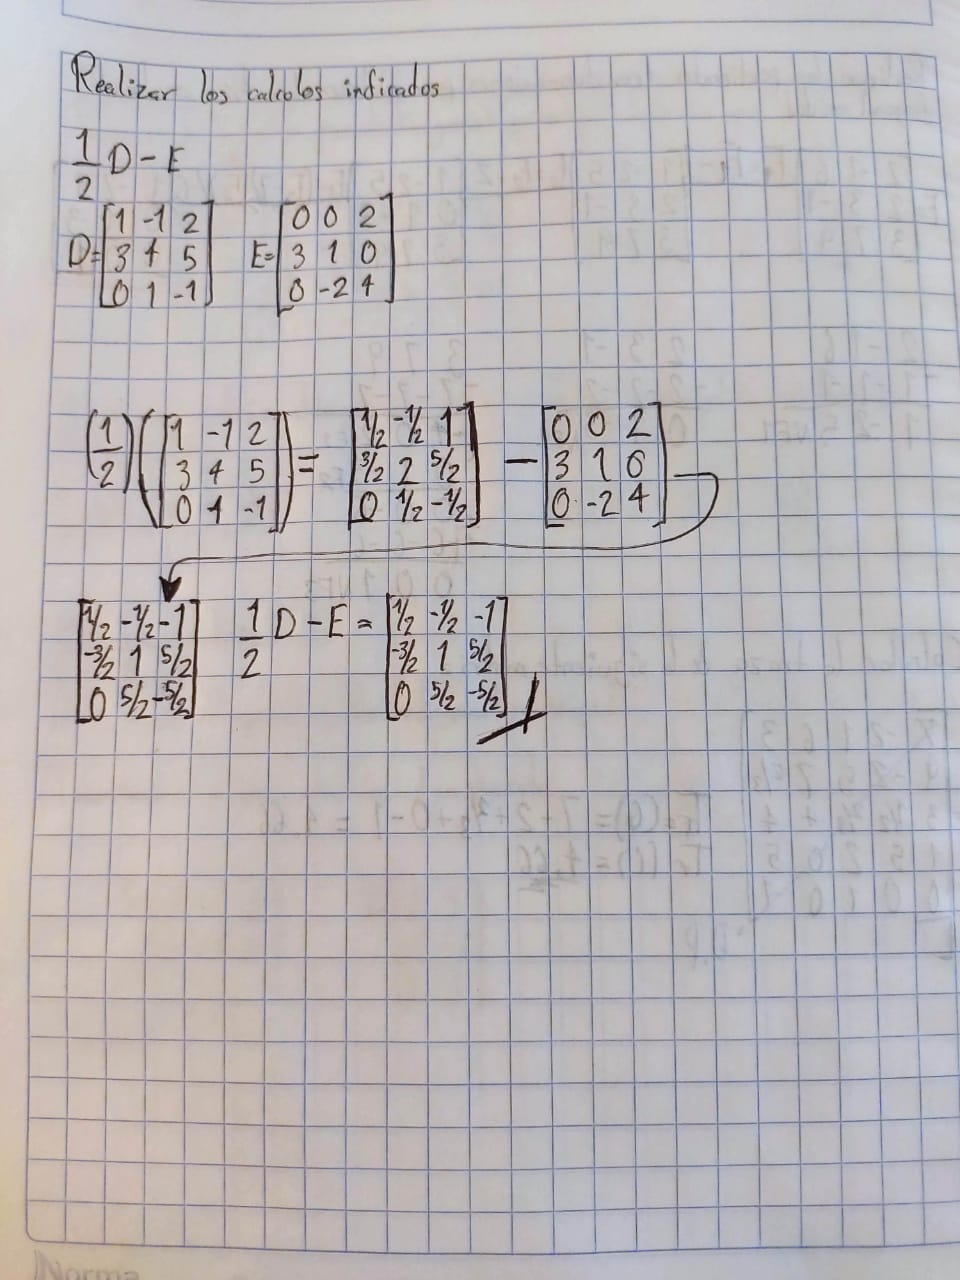 Realizar los calcolos indicados
1/2 D - E
D = [1 -1 2; 3 4 5; 0 1 -1] E = [0 0 2; 3 1 0; 0 -2 4]
(1/2) ([1 -1 2; 3 4 5; 0 1 -1]) = [1/2 -1/2 1; 3/2 2 5/2; 0 1/2 -1/2] - [0 0 2; 3 1 0; 0 -2 4]
[1/2 -1/2 -1; -3/2 1 5/2; 0 5/2 -5/2] 1/2 D - E = [1/2 -1/2 -1; -3/2 1 5/2; 0 5/2 -5/2]
Norma